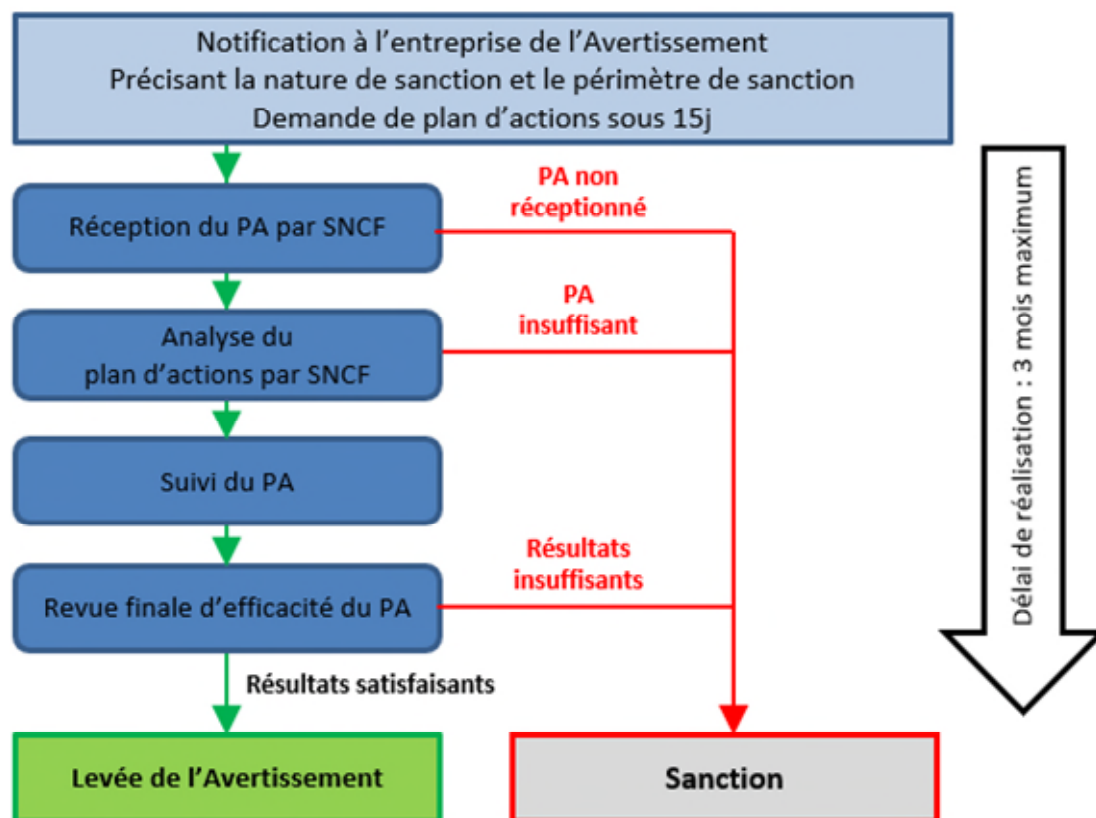 Notification à l'entreprise de l'Avertissement
Précisant la nature de sanction et le périmètre de sanction
Demande de plan d'actions sous 15j
PA non
réceptionné
Réception du PA par SNCF
PA
insuffisant
Analyse du
plan d'actions par SNCF
Suivi du PA
Résultats
insuffisants
Revue finale d'efficacité du PA
Résultats satisfaisants
Levée de l'Avertissement
Sanction
Délai de réalisation : 3 mois maximum